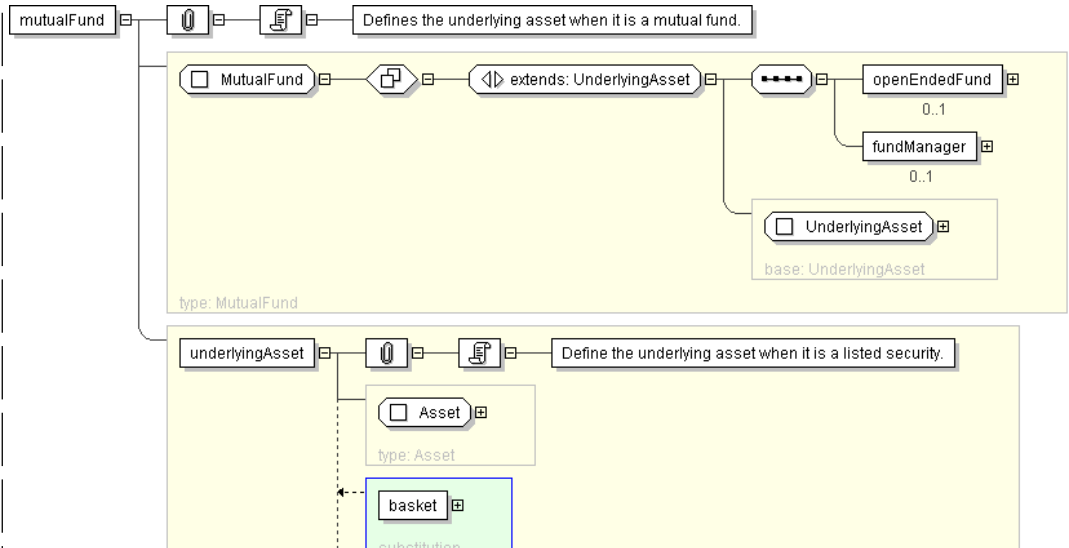 mutualFund
Defines the underlying asset when it is a mutual fund.
MutualFund
extends: UnderlyingAsset
openEndedFund
0..1
fundManager
0..1
UnderlyingAsset
base: UnderlyingAsset
type: MutualFund
underlyingAsset
Define the underlying asset when it is a listed security.
Asset
type: Asset
basket
substitution